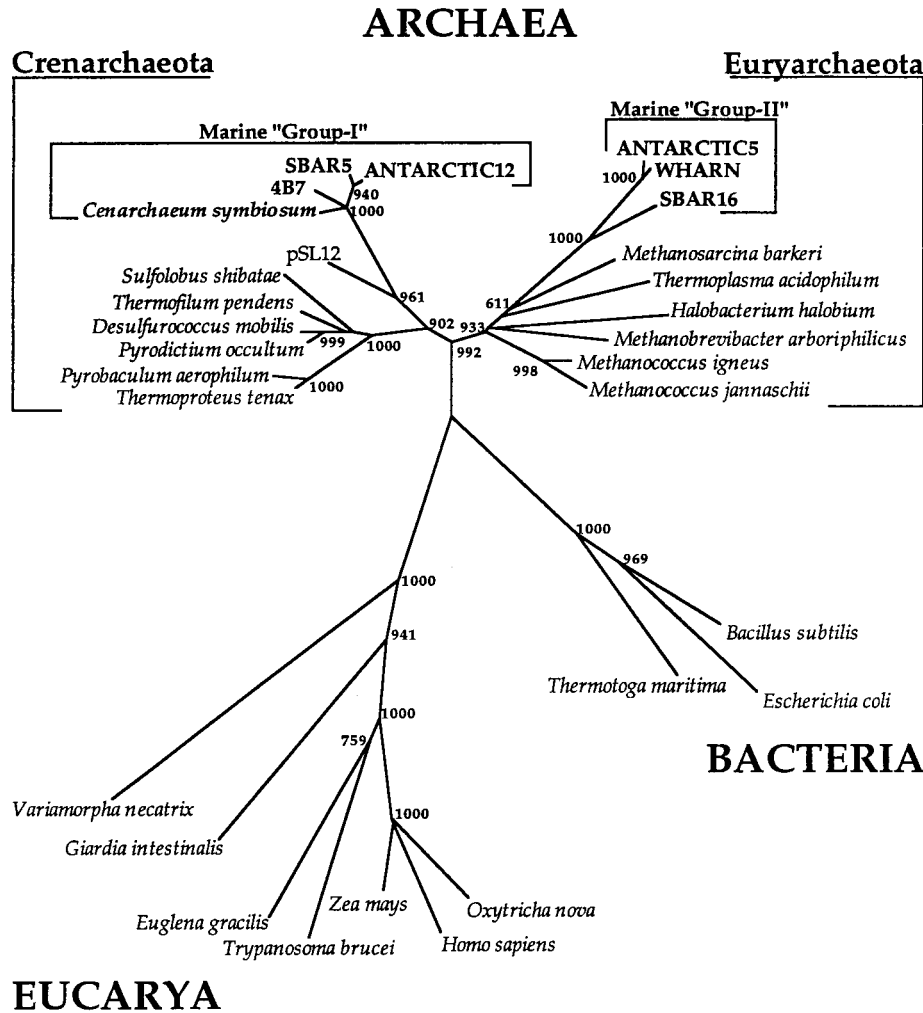 ARCHAEA
Crenarchaeota
Euryarchaeota
Marine "Group-I"
Marine "Group-II"
SBAR5
ANTARCTIC12
4B7
940
Cenarchaeum symbiosum
1000
ANTARCTIC5
WHARN
1000
SBAR16
1000
pSL12
Sulfolobus shibatae
Thermofilum pendens
Desulfurococcus mobilis
Pyrodictium occultum
999
1000
Pyrobaculum aerophilum
1000
Thermoproteus tenax
961
902
933
992
611
Methanosarcina barkeri
Thermoplasma acidophilum
Halobacterium halobium
Methanobrevibacter arboriphilicus
Methanococcus igneus
998
Methanococcus jannaschii
1000
969
Bacillus subtilis
Thermotoga maritima
Escherichia coli
BACTERIA
1000
941
1000
759
1000
Variamorpha necatrix
Giardia intestinalis
Euglena gracilis
Trypanosoma brucei
Zea mays
Homo sapiens
Oxytricha nova
EUCARYA